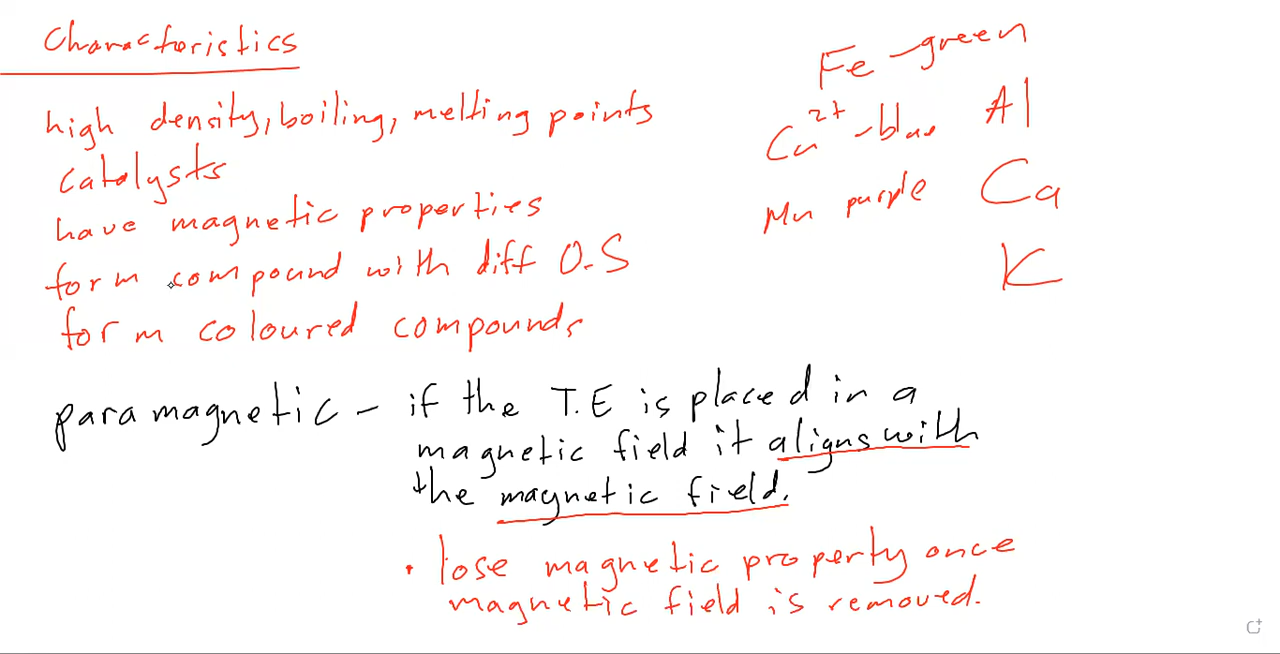 Characteristics
high density, boiling, melting points
catalysts
have magnetic properties
form compound with diff O.S
form coloured compounds
Fe - green
Cu²⁺ - blue
Mn purple
Al
Ca
K
paramagnetic - if the T.E is placed in a
magnetic field it aligns with
the magnetic field.
• lose magnetic property once
magnetic field is removed.